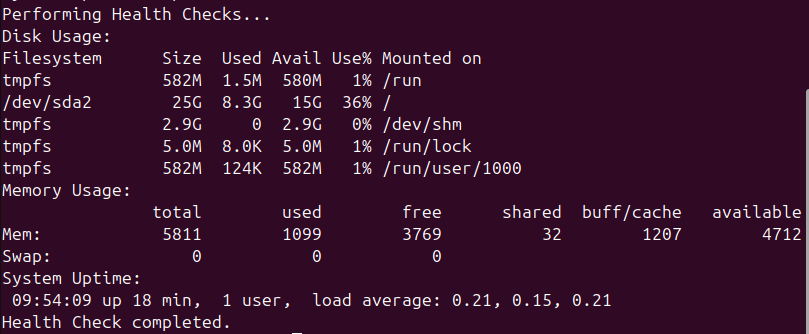 Performing Health Checks...
Disk Usage:
Filesystem      Size  Used Avail Use% Mounted on
tmpfs           582M  1.5M  580M   1% /run
/dev/sda2        25G  8.3G   15G  36% /
tmpfs           2.9G     0  2.9G   0% /dev/shm
tmpfs           5.0M  8.0K  5.0M   1% /run/lock
tmpfs           582M  124K  582M   1% /run/user/1000
Memory Usage:
               total        used        free      shared  buff/cache   available
Mem:            5811        1099        3769          32        1207        4712
Swap:              0           0           0
System Uptime:
 09:54:09 up 18 min,  1 user,  load average: 0.21, 0.15, 0.21
Health Check completed.